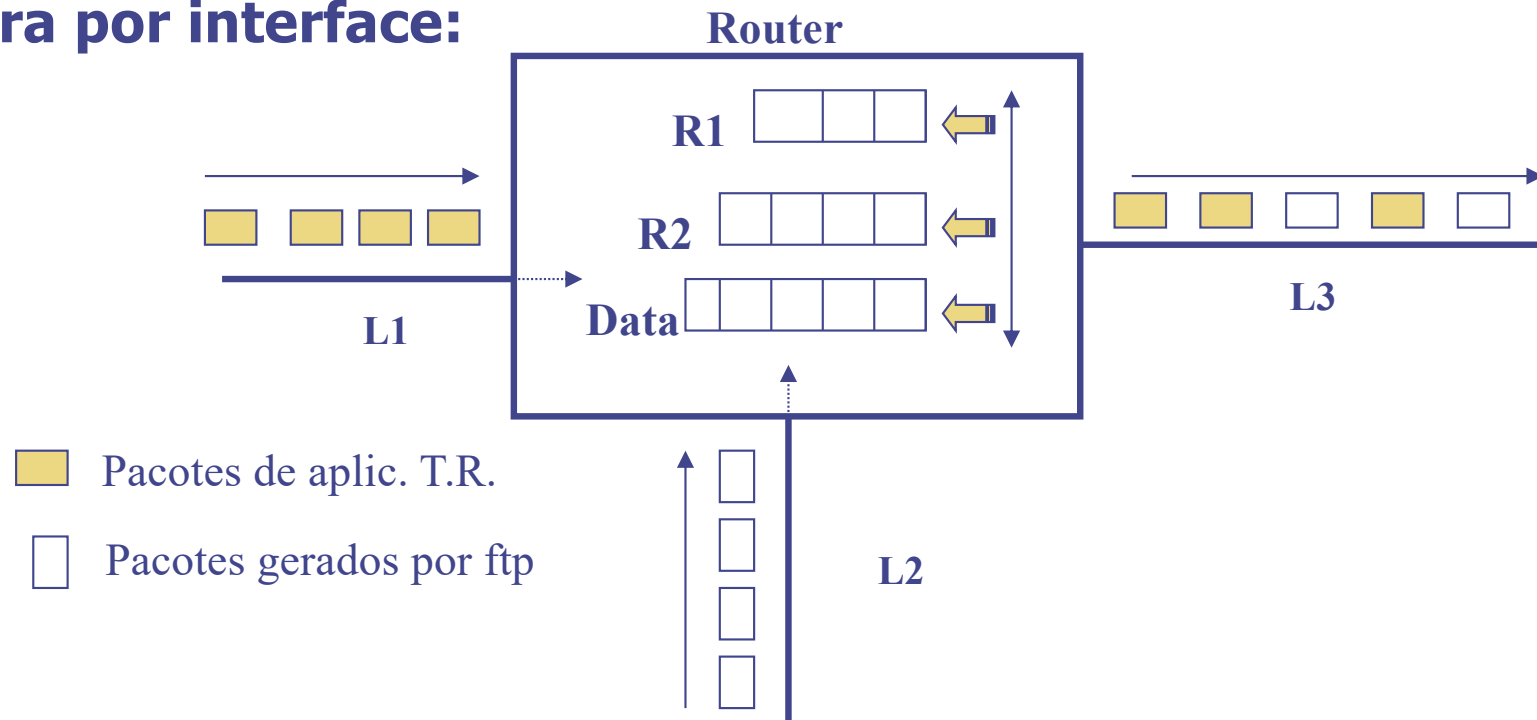 ra por interface:
Router
R1
R2
Data
L1
L3
Pacotes de aplic. T.R.
Pacotes gerados por ftp
L2